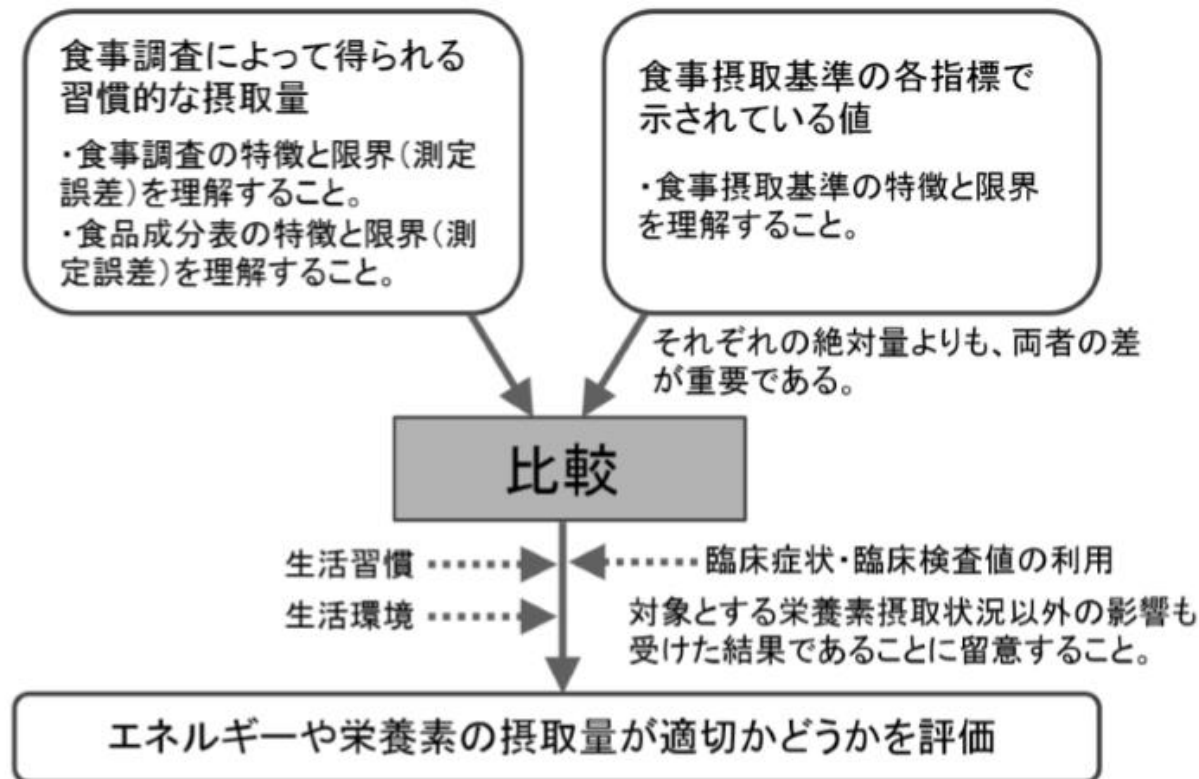 食事調査によって得られる
習慣的な摂取量
・食事調査の特徴と限界(測定
誤差)を理解すること。
・食品成分表の特徴と限界(測
定誤差)を理解すること。
食事摂取基準の各指標で
示されている値
・食事摂取基準の特徴と限界
を理解すること。
それぞれの絶対量よりも、両者の差
が重要である。
比較
生活習慣
臨床症状・臨床検査値の利用
生活環境
対象とする栄養素摂取状況以外の影響も
受けた結果であることに留意すること。
エネルギーや栄養素の摂取量が適切かどうかを評価